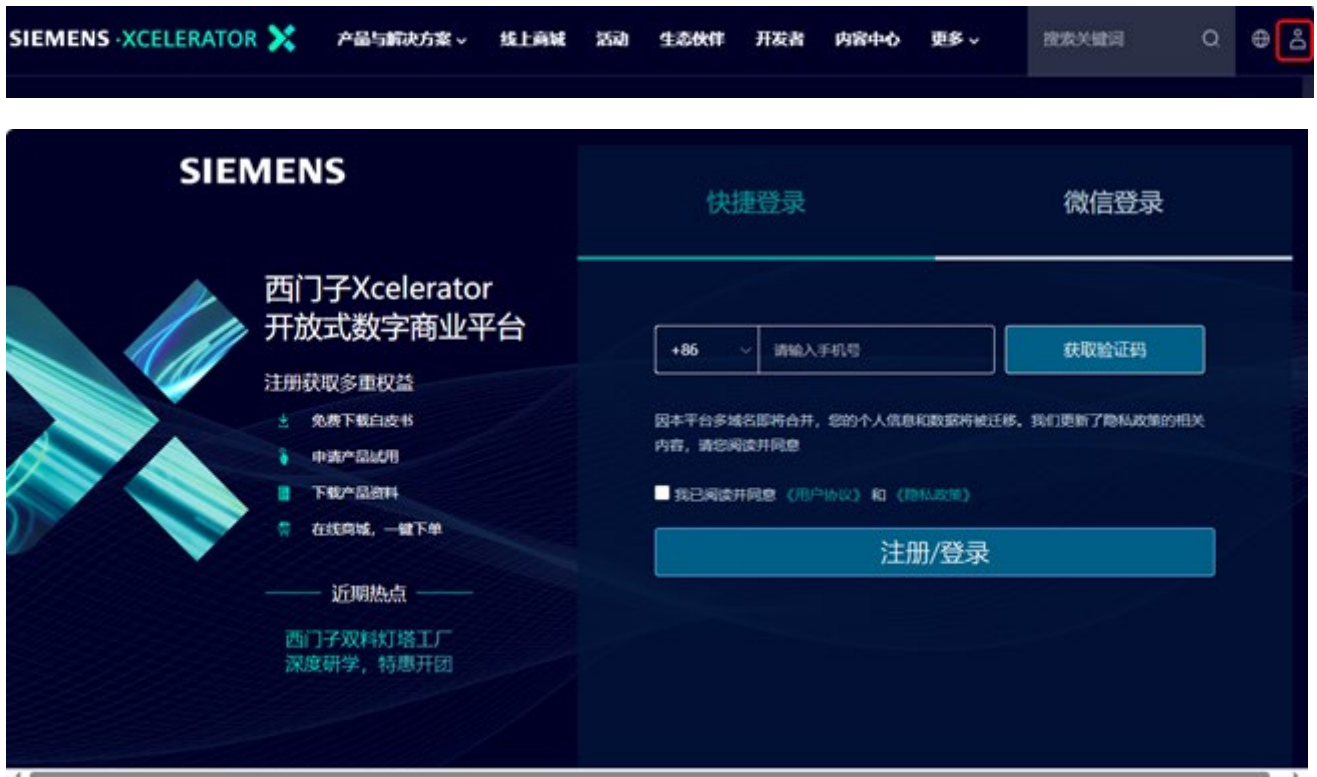 SIEMENS ·XCELERATOR 产品与解决方案 线上商城 活动 生态伙伴 开发者 内容中心 更多 搜索关键词
SIEMENS
西门子Xcelerator
开放式数字商业平台
注册获取多重权益
免费下载白皮书
申请产品试用
下载产品资料
在线商城，一键下单
近期热点
西门子双料灯塔工厂
深度研学，特惠开团
快捷登录 微信登录
+86 请输入手机号 获取验证码
因本平台多域名即将合并，您的个人信息和数据将被迁移。我们更新了隐私政策的相关
内容，请您阅读并同意
我已阅读并同意 《用户协议》 和 《隐私政策》
注册/登录